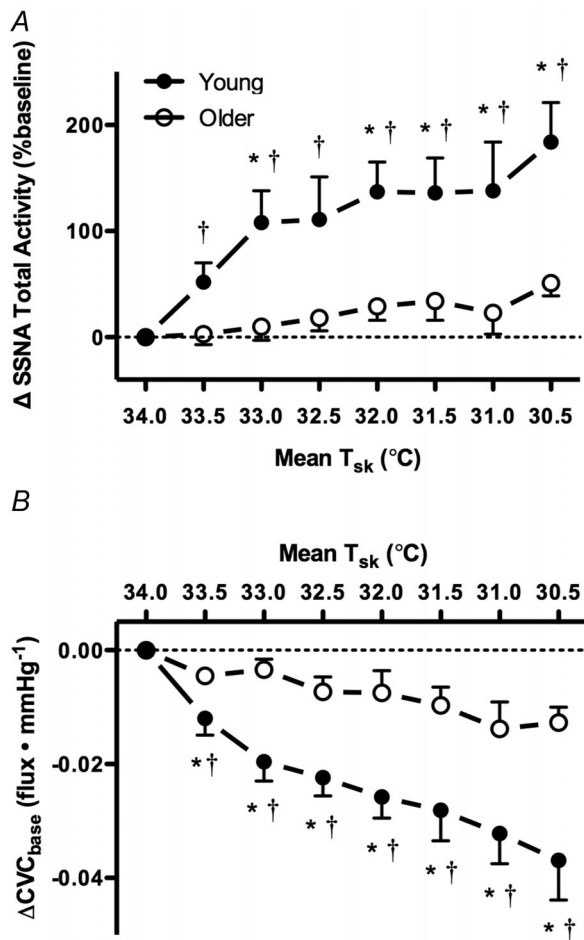 A
Δ SSNA Total Activity (%baseline)
Young
Older
* †
* †
* †
* †
* †
†
* †
†
200
100
0
34.0 33.5 33.0 32.5 32.0 31.5 31.0 30.5
Mean Tsk (°C)
B
Mean Tsk (°C)
34.0 33.5 33.0 32.5 32.0 31.5 31.0 30.5
ΔCVCbase (flux • mmHg-1)
0.00
-0.02
-0.04
* †
* †
* †
* †
* †
* †
* †